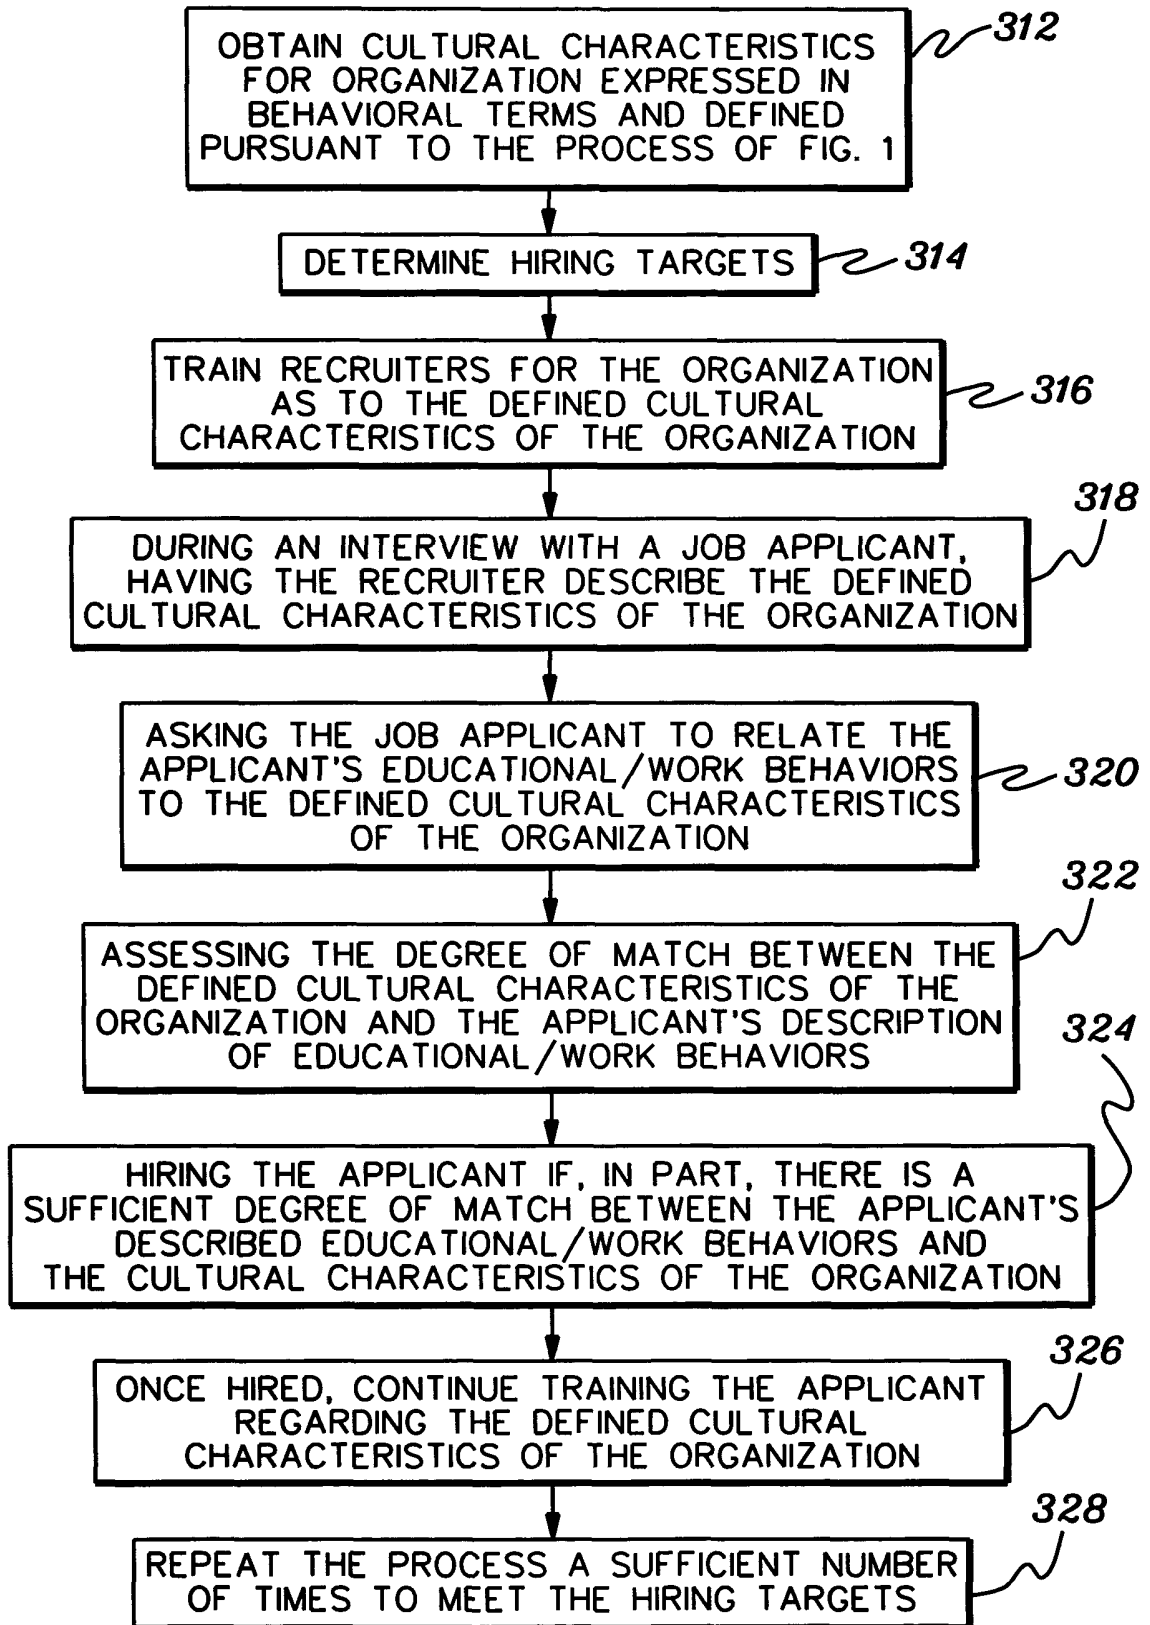 OBTAIN CULTURAL CHARACTERISTICS
FOR ORGANIZATION EXPRESSED IN
BEHAVIORAL TERMS AND DEFINED
PURSUANT TO THE PROCESS OF FIG. 1
312
DETERMINE HIRING TARGETS
314
TRAIN RECRUITERS FOR THE ORGANIZATION
AS TO THE DEFINED CULTURAL
CHARACTERISTICS OF THE ORGANIZATION
316
DURING AN INTERVIEW WITH A JOB APPLICANT,
HAVING THE RECRUITER DESCRIBE THE DEFINED
CULTURAL CHARACTERISTICS OF THE ORGANIZATION
318
ASKING THE JOB APPLICANT TO RELATE THE
APPLICANT'S EDUCATIONAL/WORK BEHAVIORS
TO THE DEFINED CULTURAL CHARACTERISTICS
OF THE ORGANIZATION
320
ASSESSING THE DEGREE OF MATCH BETWEEN THE
DEFINED CULTURAL CHARACTERISTICS OF THE
ORGANIZATION AND THE APPLICANT'S DESCRIPTION
OF EDUCATIONAL/WORK BEHAVIORS
322
HIRING THE APPLICANT IF, IN PART, THERE IS A
SUFFICIENT DEGREE OF MATCH BETWEEN THE APPLICANT'S
DESCRIBED EDUCATIONAL/WORK BEHAVIORS AND
THE CULTURAL CHARACTERISTICS OF THE ORGANIZATION
324
ONCE HIRED, CONTINUE TRAINING THE APPLICANT
REGARDING THE DEFINED CULTURAL
CHARACTERISTICS OF THE ORGANIZATION
326
REPEAT THE PROCESS A SUFFICIENT NUMBER
OF TIMES TO MEET THE HIRING TARGETS
328